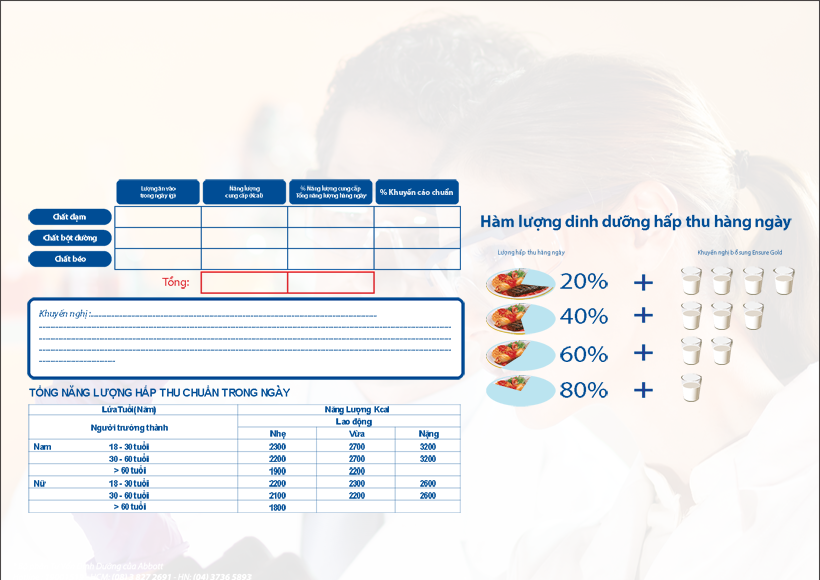 Lượng ăn vào
trong ngày (g)
Năng lượng
cung cấp (Kcal)
% Năng lượng cung cấp
Tổng năng lượng hàng ngày
% Khuyến cáo chuẩn
Chất đạm
Chất bột đường
Chất béo
Tổng:
Khuyến nghị :
TỔNG NĂNG LƯỢNG HẤP THU CHUẨN TRONG NGÀY
Lứa Tuổi (Năm) Năng Lượng Kcal
Người trưởng thành Lao động
Nhẹ Vừa Nặng
Nam 18 - 30 tuổi 2300 2700 3200
30 - 60 tuổi 2200 2700 3200
> 60 tuổi 1900 2200
Nữ 18 - 30 tuổi 2200 2300 2600
30 - 60 tuổi 2100 2200 2600
> 60 tuổi 1800
Hàm lượng dinh dưỡng hấp thu hàng ngày
Lượng hấp thu hàng ngày Khuyến nghị bổ sung Ensure Gold
20% +
40% +
60% +
80% +
Dưỡng của Abbott
- HN: (04) 3734 5893